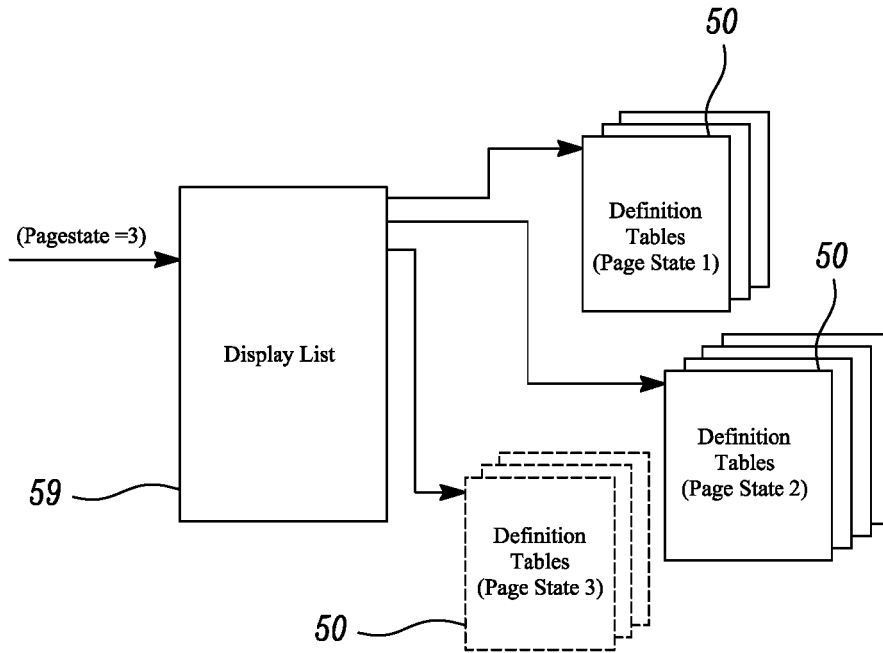 50
Definition
Tables
(Page State 1)
(Pagestate =3)
50
Display List
Definition
Tables
(Page State 2)
59
Definition
Tables
(Page State 3)
50